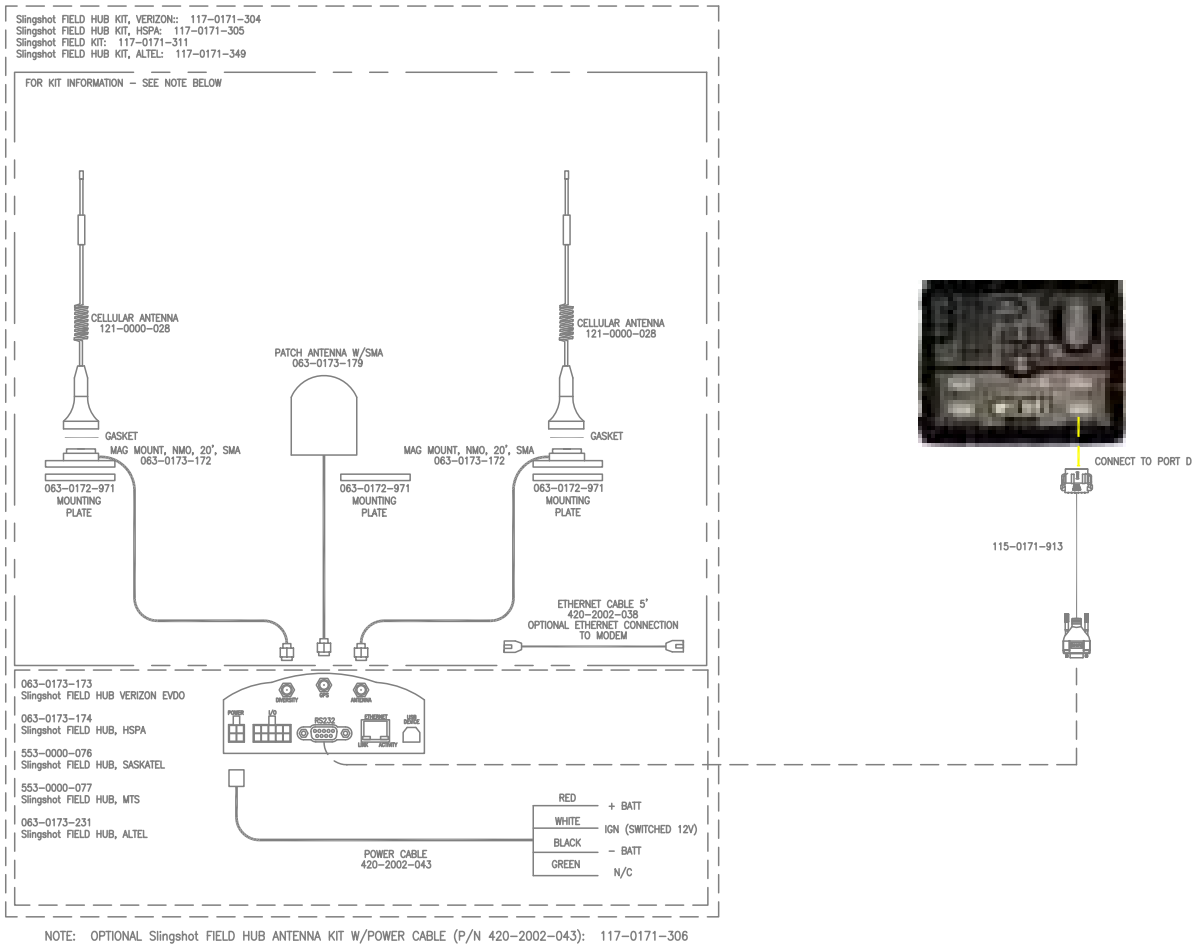 Slingshot FIELD HUB KIT, VERIZON:: 117-0171-304
Slingshot FIELD HUB KIT, HSPA: 117-0171-305
Slingshot FIELD KIT: 117-0171-311
Slingshot FIELD HUB KIT, ALTEL: 117-0171-349
FOR KIT INFORMATION - SEE NOTE BELOW
CELLULAR ANTENNA
121-0000-028
CELLULAR ANTENNA
121-0000-028
PATCH ANTENNA W/SMA
063-0173-179
GASKET
MAG MOUNT, NMO, 20', SMA
063-0173-172
GASKET
MAG MOUNT, NMO, 20', SMA
063-0173-172
063-0172-971
MOUNTING
PLATE
063-0172-971
MOUNTING
PLATE
063-0172-971
MOUNTING
PLATE
CONNECT TO PORT D
115-0171-913
ETHERNET CABLE 5'
420-2002-038
OPTIONAL ETHERNET CONNECTION
TO MODEM
063-0173-173
Slingshot FIELD HUB VERIZON EVDO
063-0173-174
Slingshot FIELD HUB, HSPA
553-0000-076
Slingshot FIELD HUB, SASKATEL
553-0000-077
Slingshot FIELD HUB, MTS
063-0173-231
Slingshot FIELD HUB, ALTEL
DIVERSITY
GPS
ANTENNA
POWER
I/O
RS232
ETHERNET
USB
DEVICE
LINK
ACTIVITY
RED
+ BATT
WHITE
IGN (SWITCHED 12V)
BLACK
- BATT
GREEN
N/C
POWER CABLE
420-2002-043
NOTE: OPTIONAL Slingshot FIELD HUB ANTENNA KIT W/POWER CABLE (P/N 420-2002-043): 117-0171-306